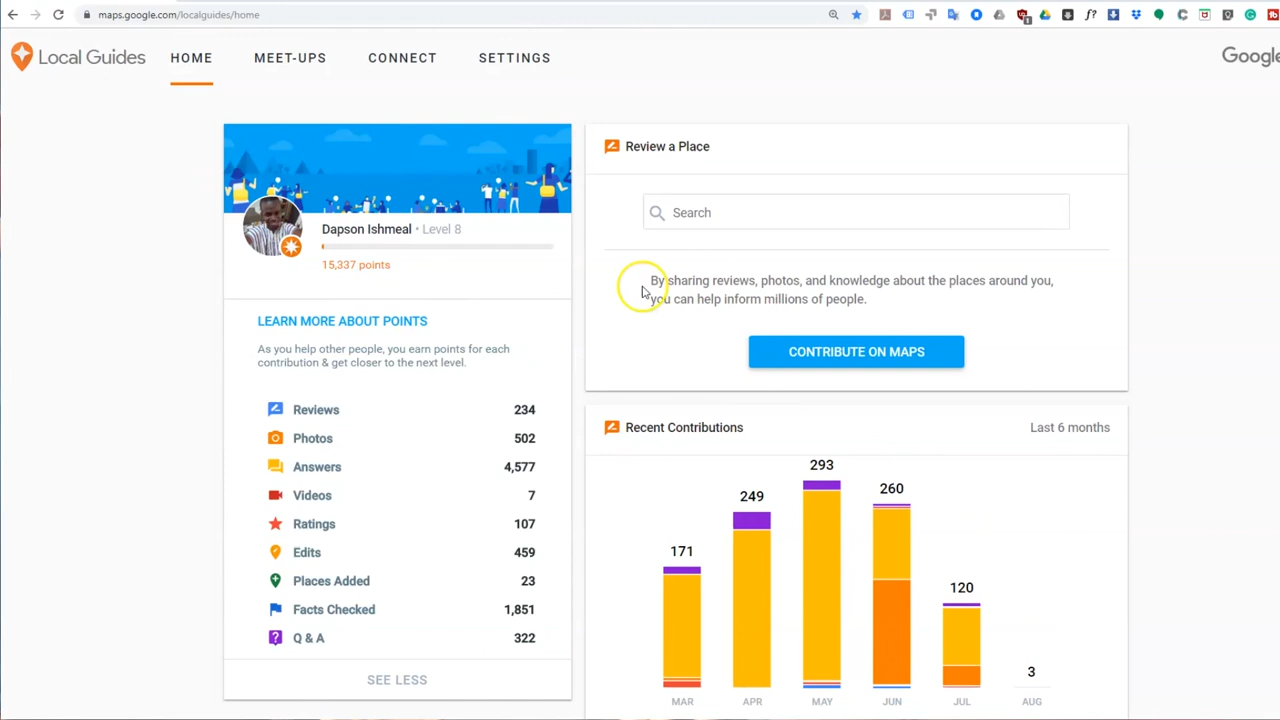 maps.google.com/localguides/home
Local Guides HOME MEET-UPS CONNECT SETTINGS Google
Dapson Ishmeal • Level 8
15,337 points
LEARN MORE ABOUT POINTS
As you help other people, you earn points for each
contribution & get closer to the next level.
Reviews 234
Photos 502
Answers 4,577
Videos 7
Ratings 107
Edits 459
Places Added 23
Facts Checked 1,851
Q & A 322
SEE LESS
Review a Place
Search
By sharing reviews, photos, and knowledge about the places around you,
you can help inform millions of people.
CONTRIBUTE ON MAPS
Recent Contributions Last 6 months
171 249 293 260 120 3
MAR APR MAY JUN JUL AUG